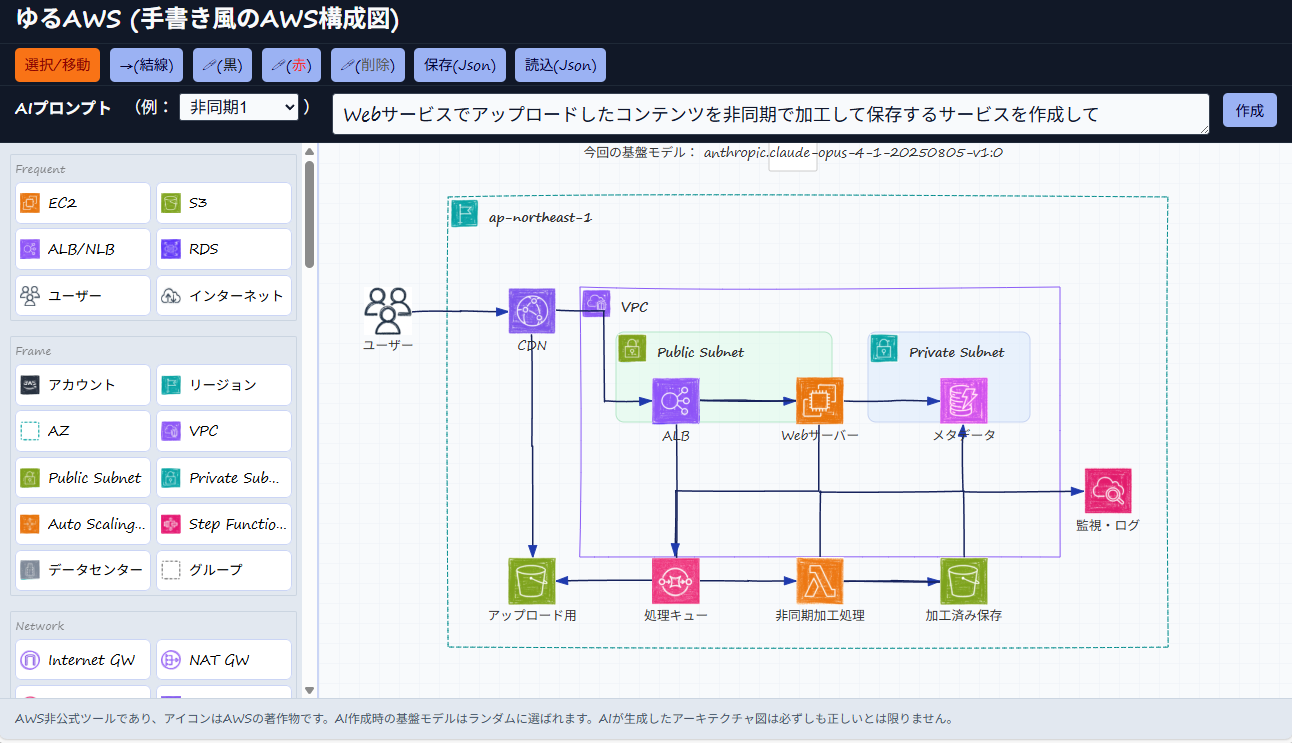 ゆるAWS (手書き風のAWS構成図)
選択/移動 →(結線) (黒) (赤) (削除) 保存(Json) 読込(Json)
AIプロンプト (例： 非同期1 ) Webサービスでアップロードしたコンテンツを非同期で加工して保存するサービスを作成して 作成
今回の基盤モデル： anthropic.claude-opus-4-1-20250805-v1:0
Frequent
EC2 S3
ALB/NLB RDS
ユーザー インターネット
Frame
アカウント リージョン
AZ VPC
Public Subnet Private Sub...
Auto Scaling... Step Functio...
データセンター グループ
Network
Internet GW NAT GW
ap-northeast-1
VPC
ユーザー
CDN
Public Subnet
Private Subnet
ALB
Webサーバー
メタデータ
監視・ログ
アップロード用
処理キュー
非同期加工処理
加工済み保存
AWS非公式ツールであり、アイコンはAWSの著作物です。AI作成時の基盤モデルはランダムに選ばれます。AIが生成したアーキテクチャ図は必ずしも正しいとは限りません。